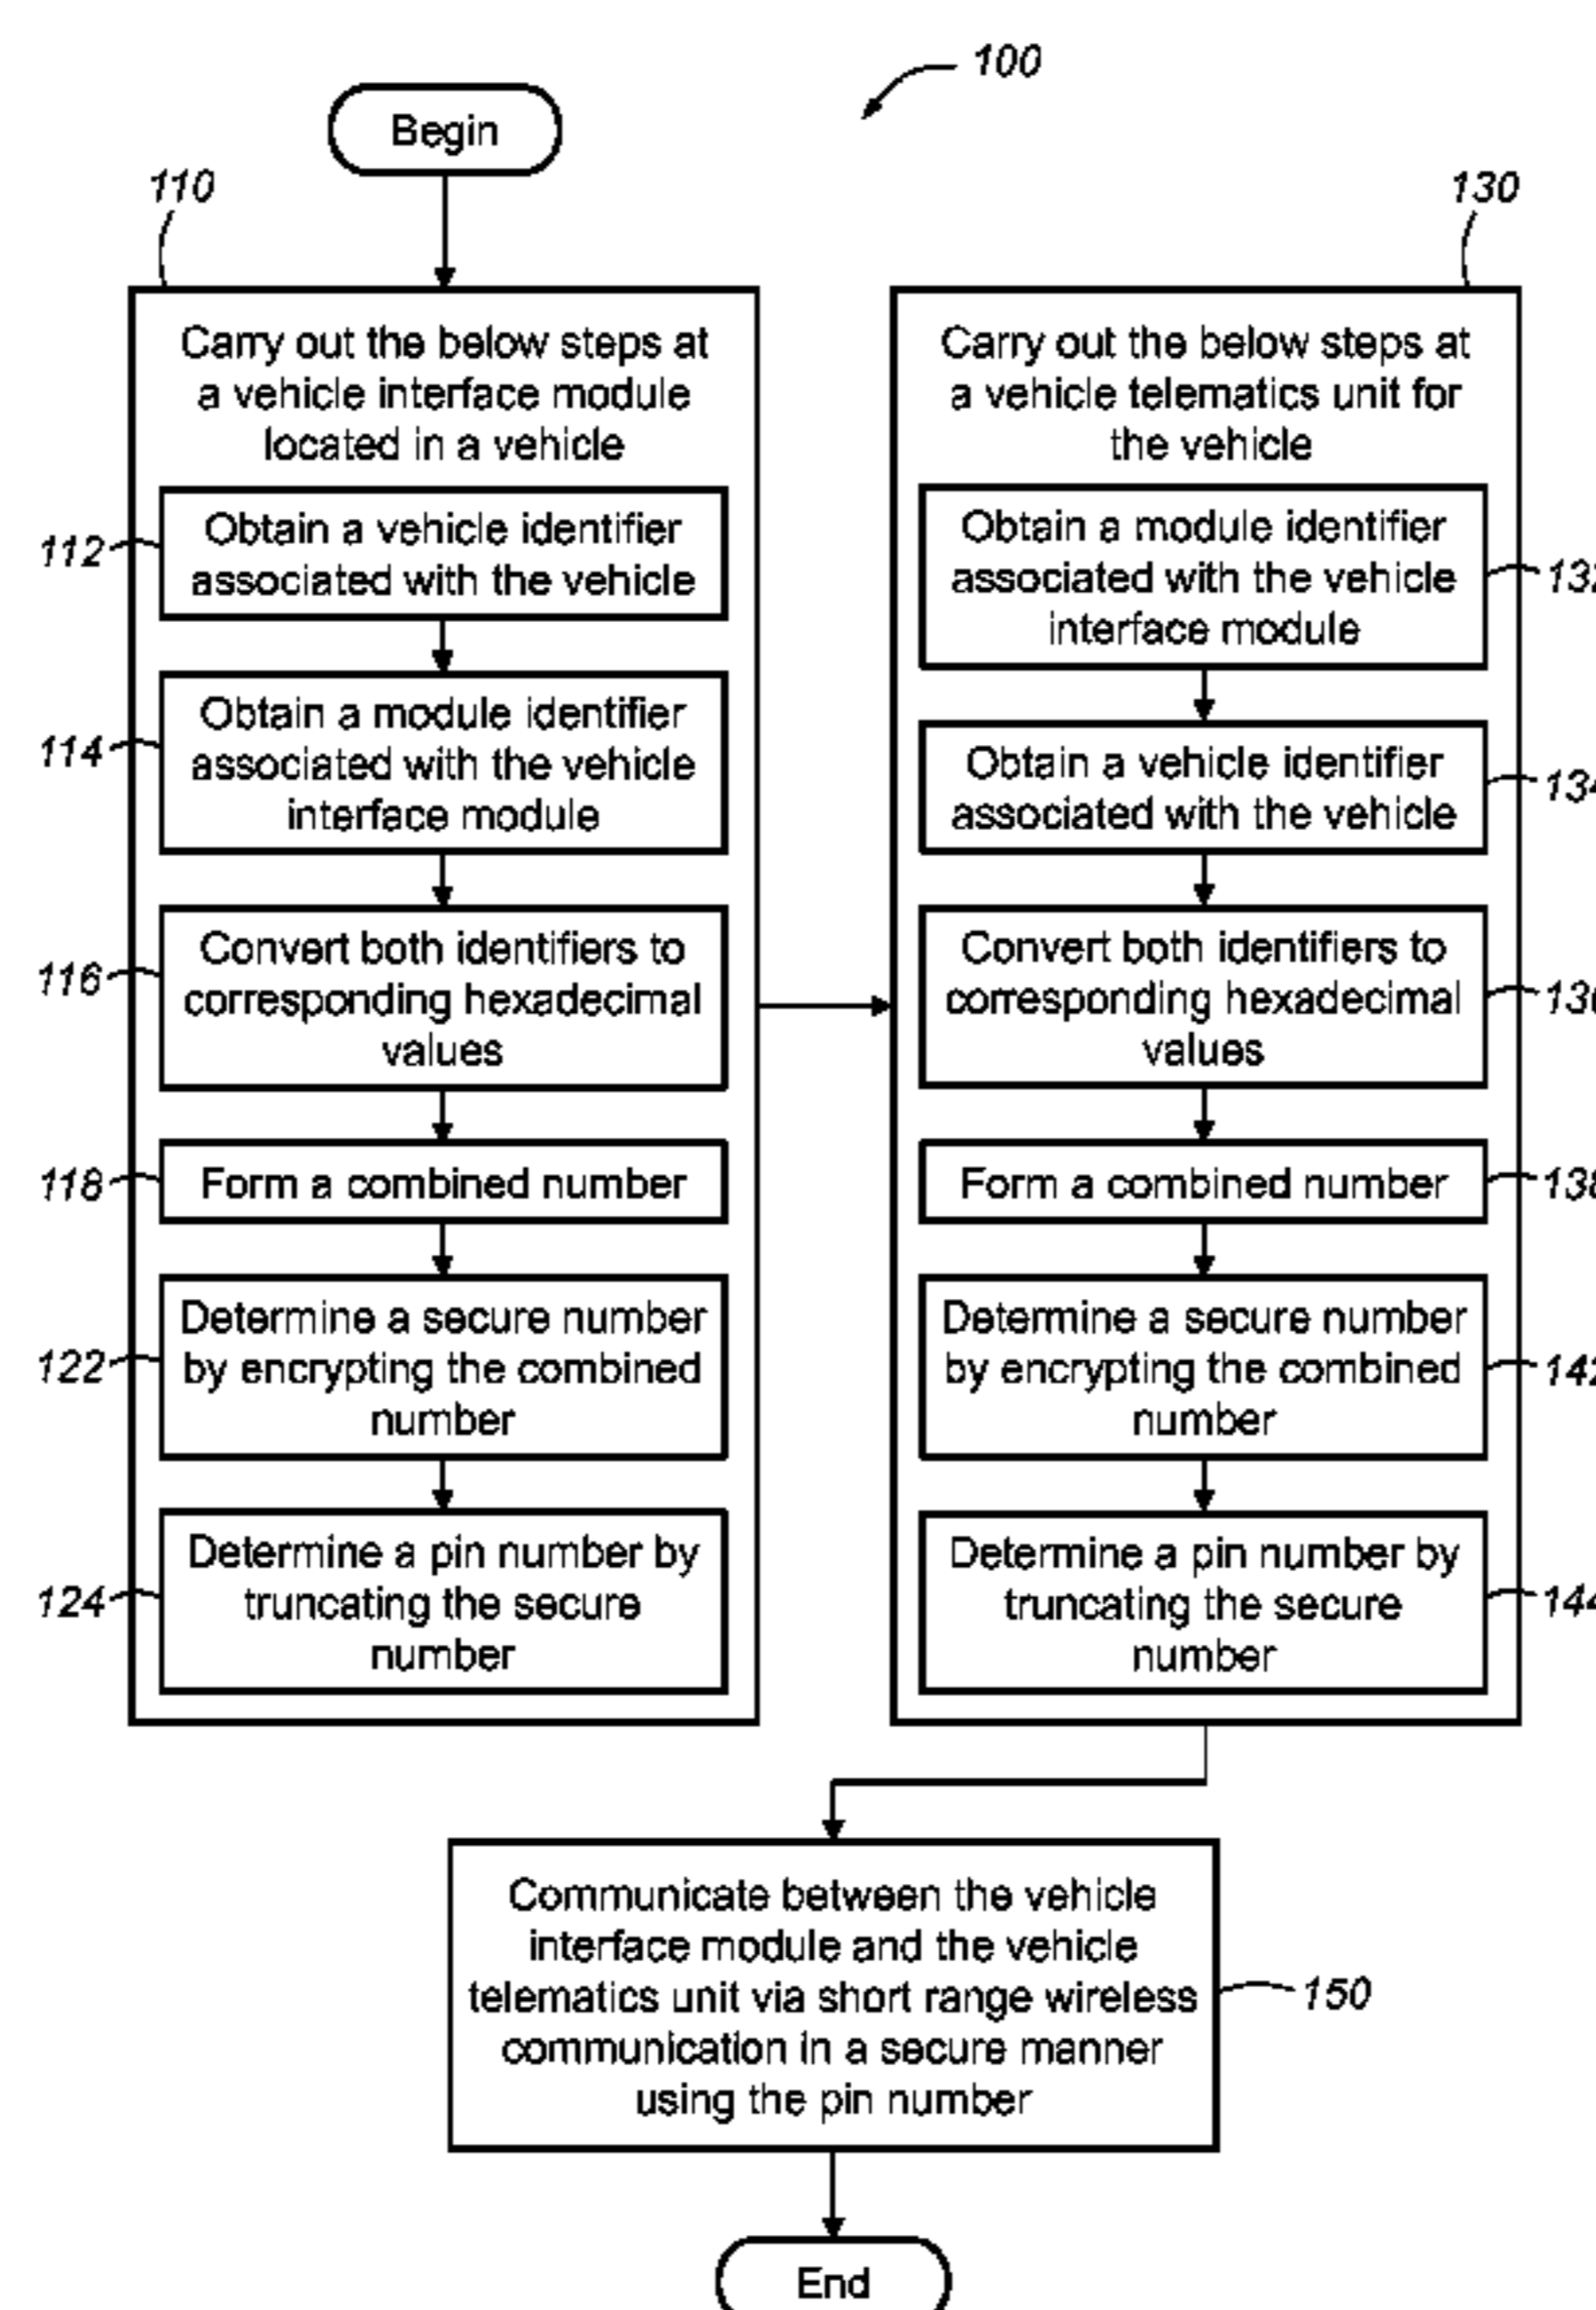 100
Begin
110
Carry out the below steps at
a vehicle interface module
located in a vehicle
112
Obtain a vehicle identifier
associated with the vehicle
114
Obtain a module identifier
associated with the vehicle
interface module
116
Convert both identifiers to
corresponding hexadecimal
values
118
Form a combined number
122
Determine a secure number
by encrypting the combined
number
124
Determine a pin number by
truncating the secure
number
130
Carry out the below steps at
a vehicle telematics unit for
the vehicle
Obtain a module identifier
associated with the vehicle
interface module
Obtain a vehicle identifier
associated with the vehicle
Convert both identifiers to
corresponding hexadecimal
values
Form a combined number
138
Determine a secure number
by encrypting the combined
number
Determine a pin number by
truncating the secure
number
Communicate between the vehicle
interface module and the vehicle
telematics unit via short range wireless
communication in a secure manner
using the pin number
150
End